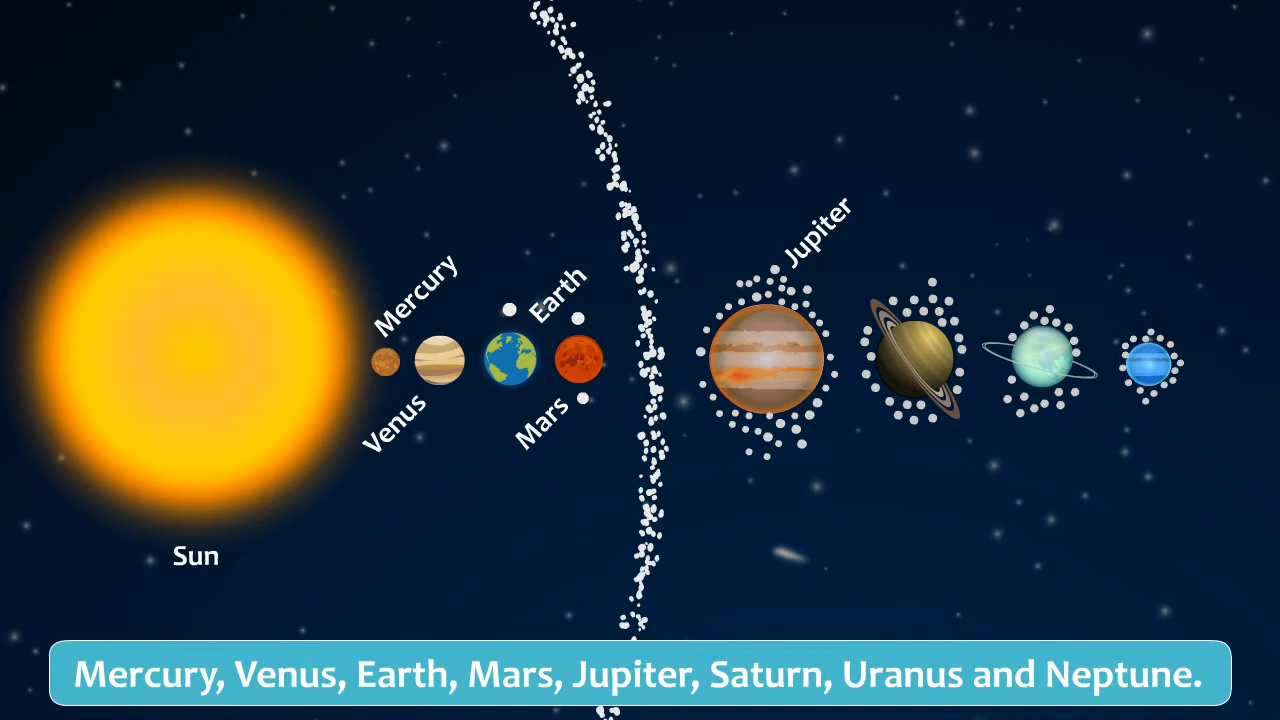 Mercury
Earth
Jupiter
Venus
Mars
Sun
Mercury, Venus, Earth, Mars, Jupiter, Saturn, Uranus and Neptune.